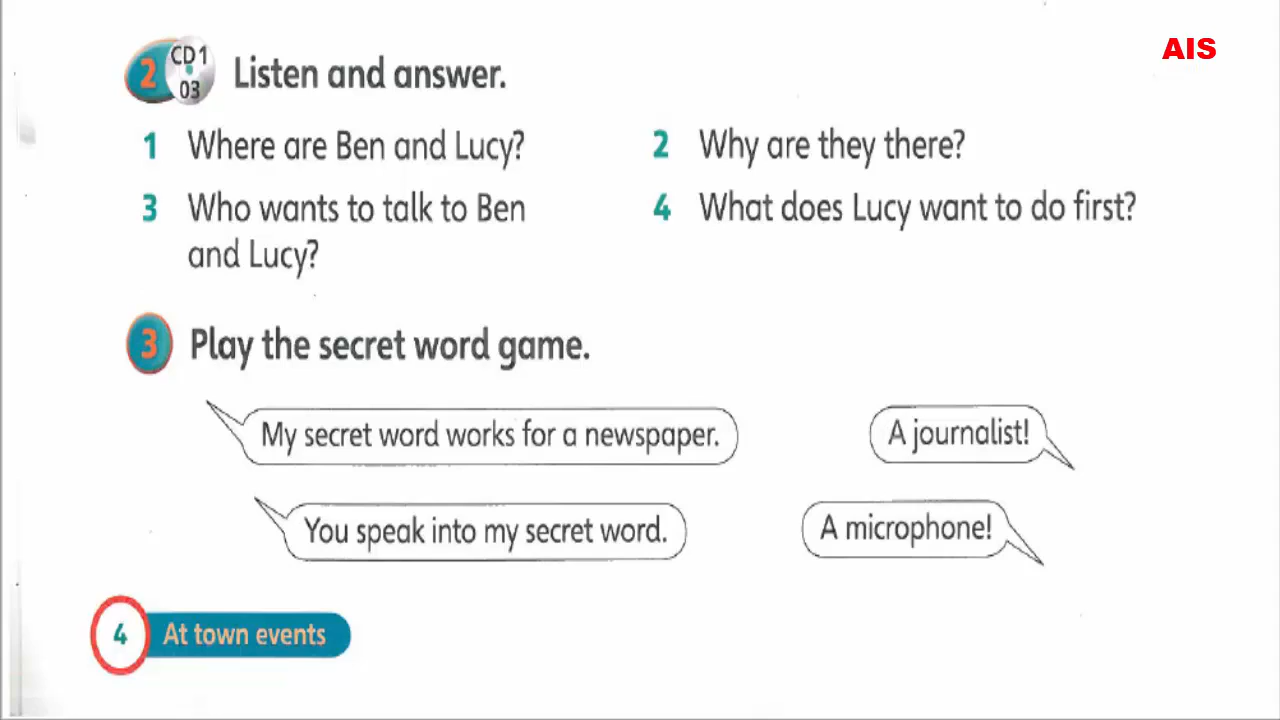 AIS
2 CD1 03 Listen and answer.
1 Where are Ben and Lucy?
2 Why are they there?
3 Who wants to talk to Ben
and Lucy?
4 What does Lucy want to do first?
3 Play the secret word game.
My secret word works for a newspaper.
A journalist!
You speak into my secret word.
A microphone!
4 At town events